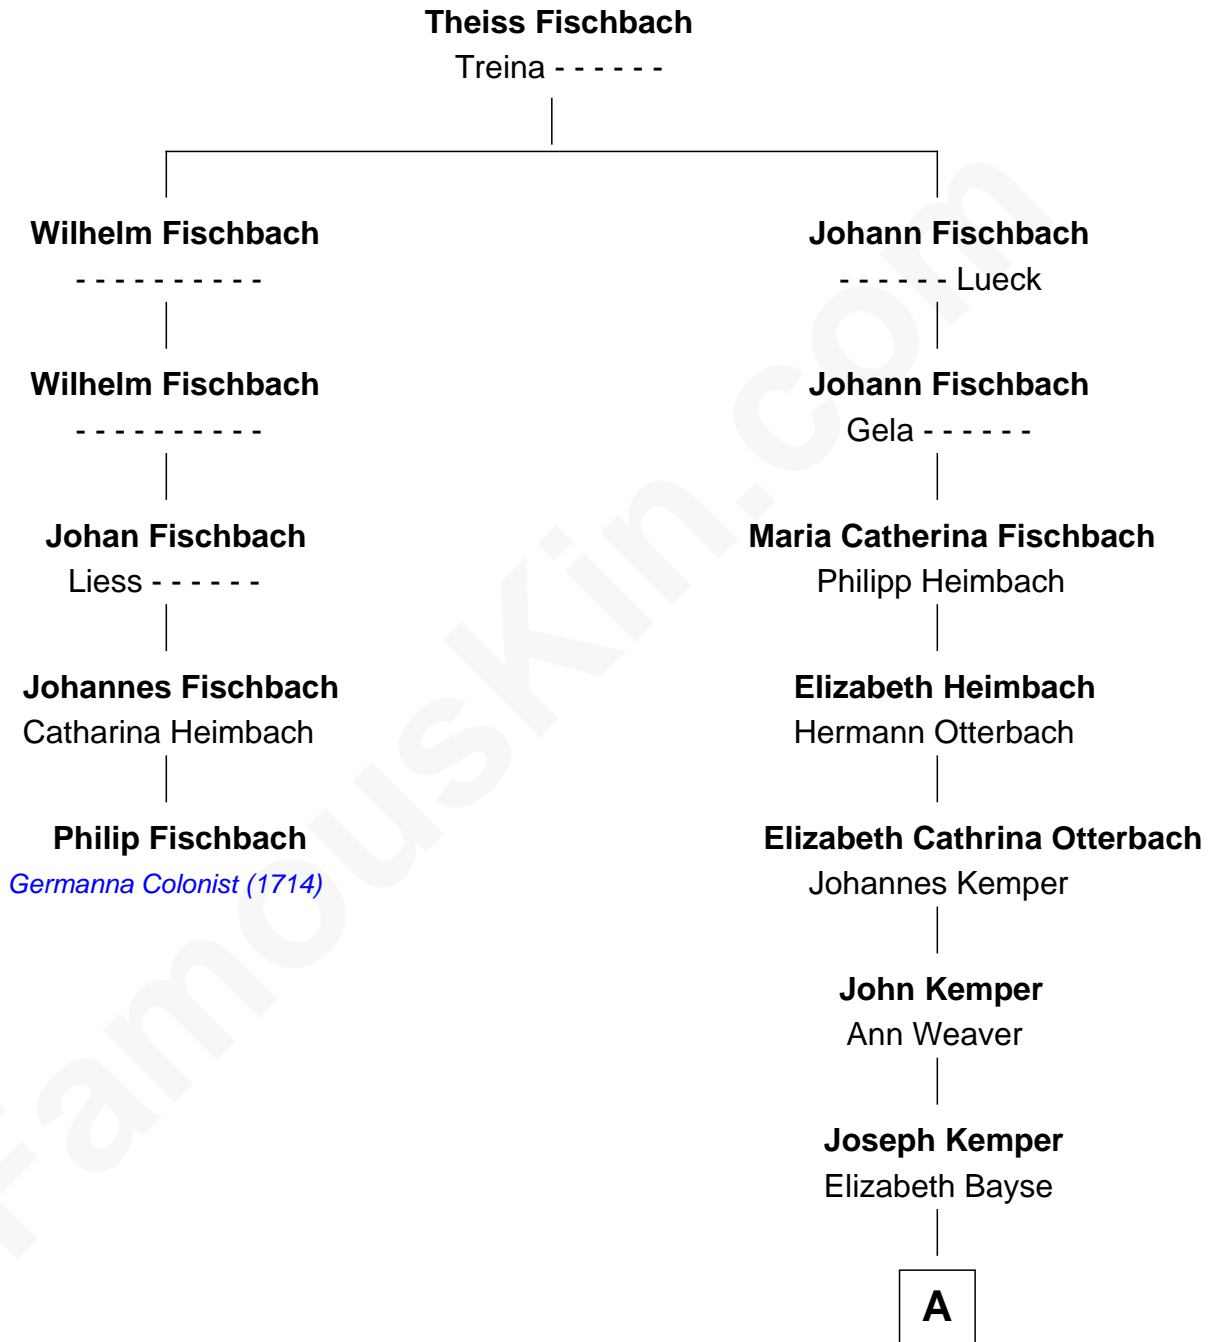 Theiss Fischbach
Treina - - - - - -
Wilhelm Fischbach
- - - - - - - - - -
Wilhelm Fischbach
- - - - - - - - - -
Johan Fischbach
Liess - - - - - -
Johannes Fischbach
Catharina Heimbach
Philip Fischbach
Germanna Colonist (1714)
Johann Fischbach
- - - - - - Lueck
Johann Fischbach
Gela - - - - - -
Maria Catherina Fischbach
Philipp Heimbach
Elizabeth Heimbach
Hermann Otterbach
Elizabeth Cathrina Otterbach
Johannes Kemper
John Kemper
Ann Weaver
Joseph Kemper
Elizabeth Bayse
A
FamousKin.com